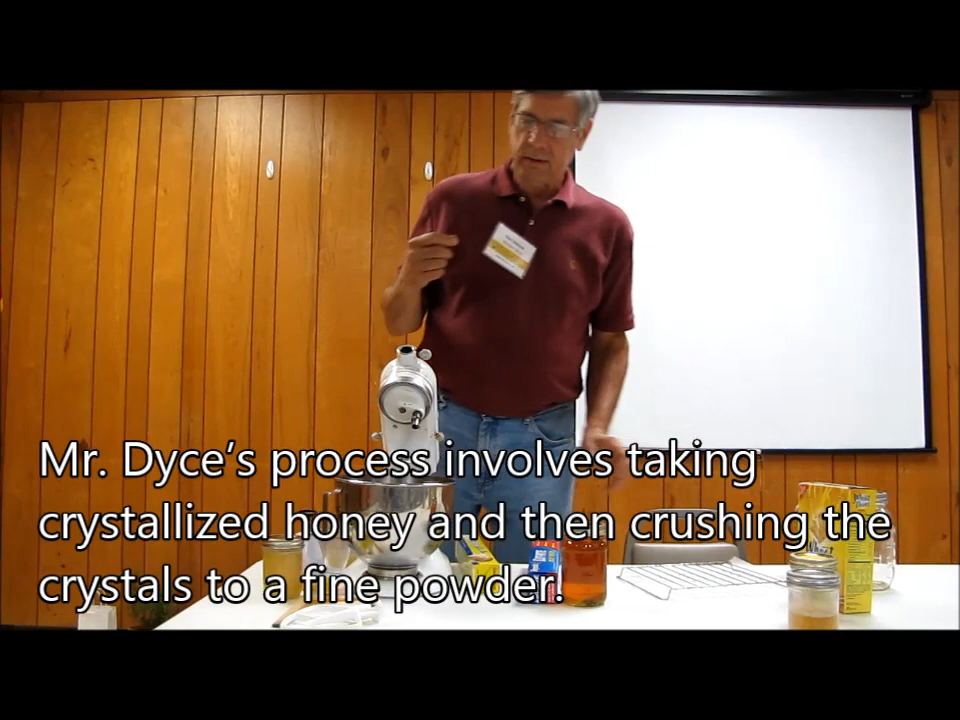 Mr. Dyce's process involves taking
crystallized honey and then crushing the
crystals to a fine powder.